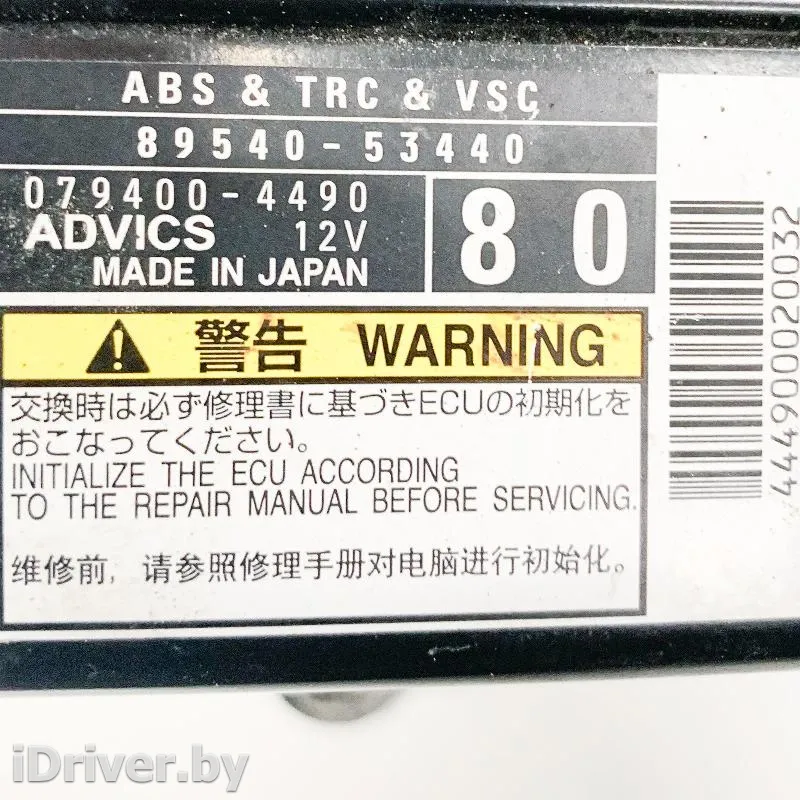 ABS & TRC & VSC
89540-53440
079400-4490
ADVICS 12V
MADE IN JAPAN
80
警告 WARNING
交換時は必ず修理書に基づきECUの初期化を
おこなってください。
INITIALIZE THE ECU ACCORDING
TO THE REPAIR MANUAL BEFORE SERVICING.
维修前, 请参照修理手册对电脑进行初始化。
4449000020032
iDriver.by